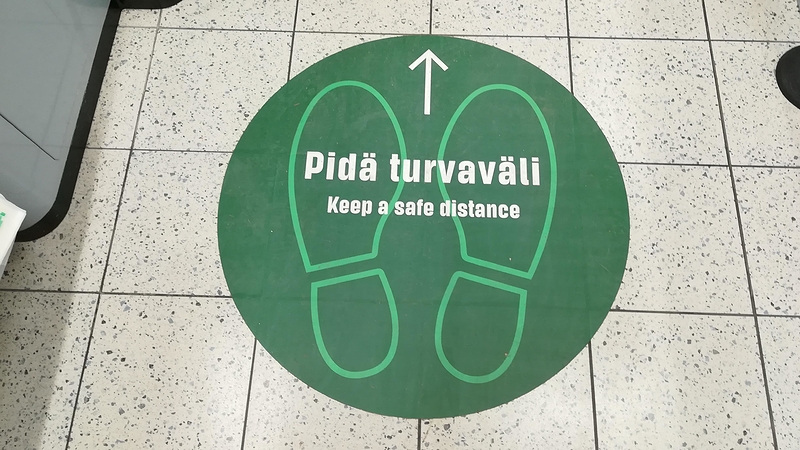 Pidä turvaväli
Keep a safe distance